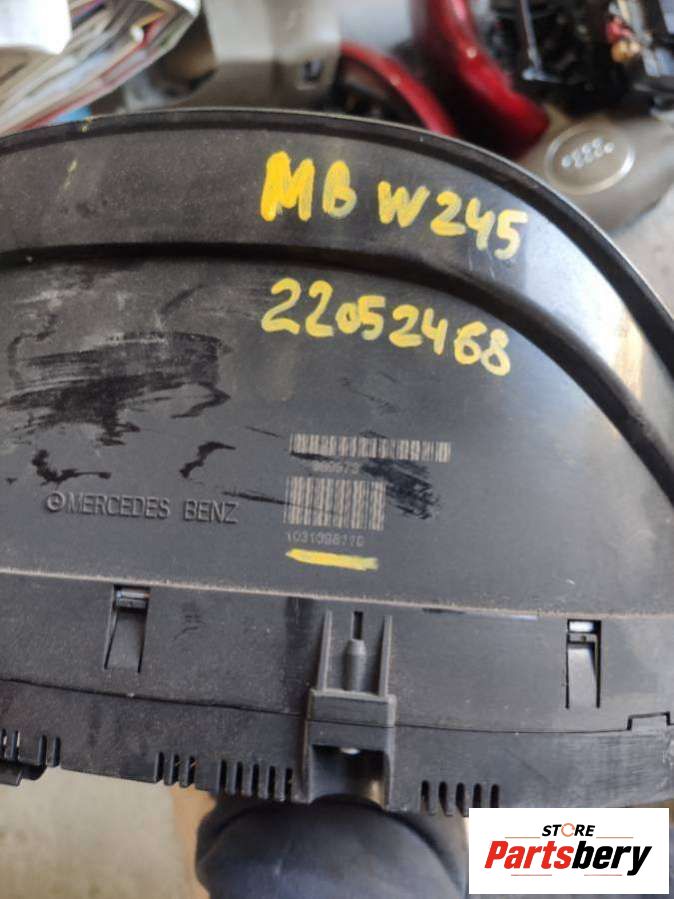 MB W245
22052468
©MERCEDES BENZ
STORE
Partsbery